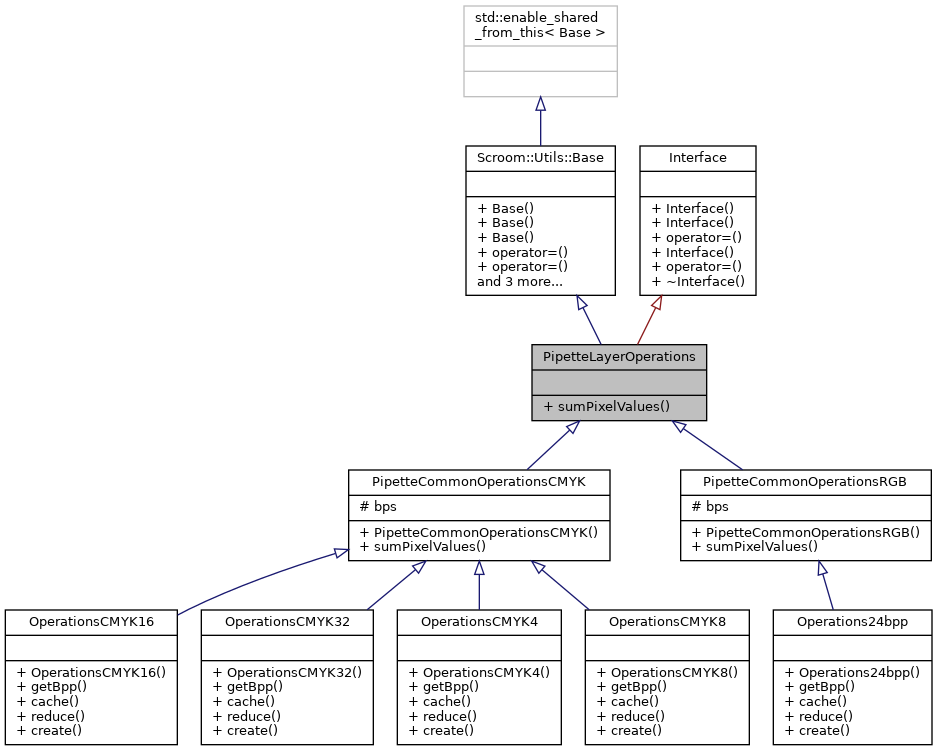 std::enable_shared
_from_this< Base >
Scroom::Utils::Base
+ Base()
+ Base()
+ Base()
+ operator=()
+ operator=()
and 3 more...
Interface
+ Interface()
+ Interface()
+ operator=()
+ Interface()
+ operator=()
+ ~Interface()
PipetteLayerOperations
+ sumPixelValues()
PipetteCommonOperationsCMYK
# bps
+ PipetteCommonOperationsCMYK()
+ sumPixelValues()
PipetteCommonOperationsRGB
# bps
+ PipetteCommonOperationsRGB()
+ sumPixelValues()
OperationsCMYK16
+ OperationsCMYK16()
+ getBpp()
+ cache()
+ reduce()
+ create()
OperationsCMYK32
+ OperationsCMYK32()
+ getBpp()
+ cache()
+ reduce()
+ create()
OperationsCMYK4
+ OperationsCMYK4()
+ getBpp()
+ cache()
+ reduce()
+ create()
OperationsCMYK8
+ OperationsCMYK8()
+ getBpp()
+ cache()
+ reduce()
+ create()
Operations24bpp
+ Operations24bpp()
+ getBpp()
+ cache()
+ reduce()
+ create()